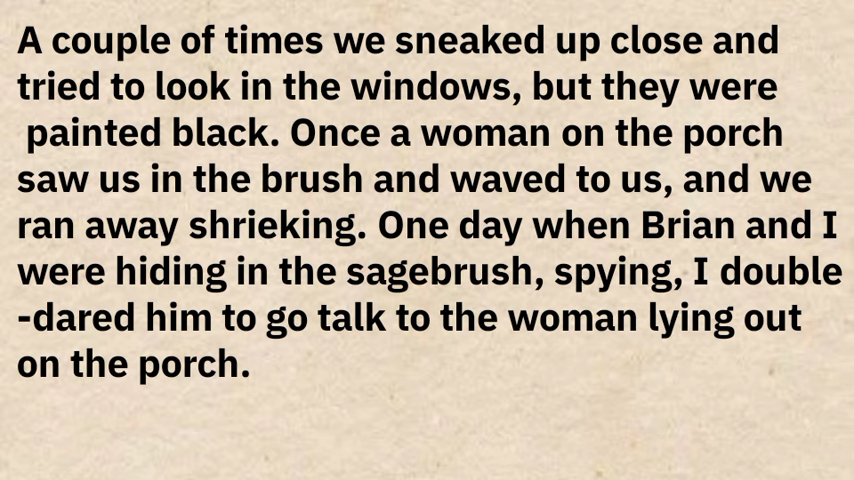 A couple of times we sneaked up close and
tried to look in the windows, but they were
painted black. Once a woman on the porch
saw us in the brush and waved to us, and we
ran away shrieking. One day when Brian and I
were hiding in the sagebrush, spying, I double
-dared him to go talk to the woman lying out
on the porch.